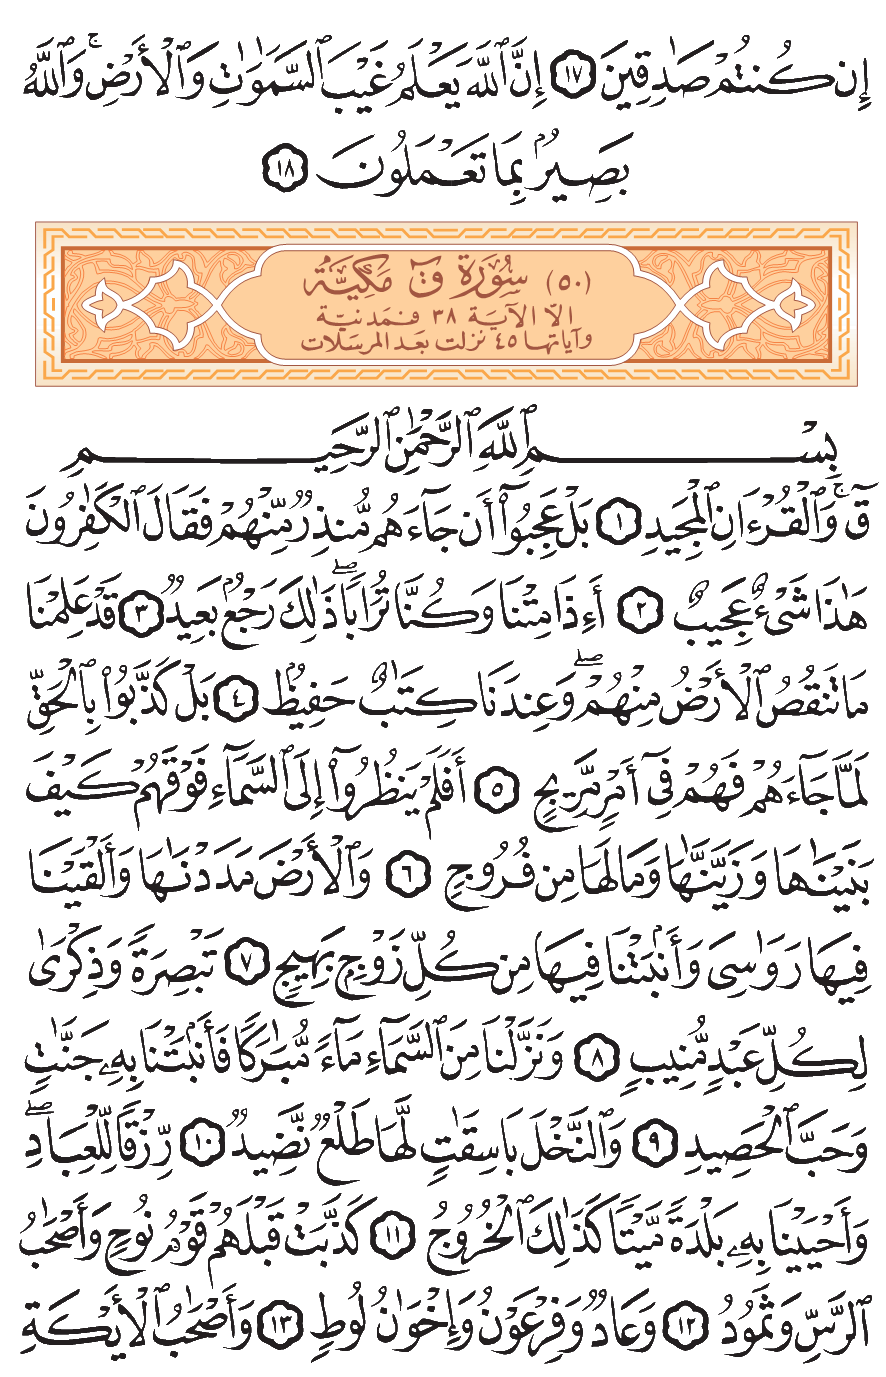 إِن كُنتُمْ صَٰدِقِينَ ١٧ إِنَّ ٱللَّهَ يَعْلَمُ غَيْبَ ٱلسَّمَٰوَٰتِ وَٱلْأَرْضِ ۚ وَٱللَّهُ
بَصِيرٌۢ بِمَا تَعْمَلُونَ ١٨
(٥٠) سُورَة قٓ مَكِيَّة
الا الآية ٣٨ فمدنية
وآياتها ٤٥ نزلت بعد المرسلات
بِسْمِ ٱللَّهِ ٱلرَّحْمَٰنِ ٱلرَّحِيمِ
قٓ ۚ وَٱلْقُرْءَانِ ٱلْمَجِيدِ ١ بَلْ عَجِبُوٓا۟ أَن جَآءَهُم مُّنذِرٌ مِّنْهُمْ فَقَالَ ٱلْكَٰفِرُونَ
هَٰذَا شَىْءٌ عَجِيبٌ ٢ أَءِذَا مِتْنَا وَكُنَّا تُرَابًا ۖ ذَٰلِكَ رَجْعٌۢ بَعِيدٌ ٣ قَدْ عَلِمْنَا
مَا تَنقُصُ ٱلْأَرْضُ مِنْهُمْ ۖ وَعِندَنَا كِتَٰبٌ حَفِيظٌۢ ٤ بَلْ كَذَّبُوا۟ بِٱلْحَقِّ
لَمَّا جَآءَهُمْ فَهُمْ فِىٓ أَمْرٍ مَّرِيجٍ ٥ أَفَلَمْ يَنظُرُوٓا۟ إِلَى ٱلسَّمَآءِ فَوْقَهُمْ كَيْفَ
بَنَيْنَٰهَا وَزَيَّنَّٰهَا وَمَا لَهَا مِن فُرُوجٍ ٦ وَٱلْأَرْضَ مَدَدْنَٰهَا وَأَلْقَيْنَا
فِيهَا رَوَٰسِىَ وَأَنۢبَتْنَا فِيهَا مِن كُلِّ زَوْجٍۭ بَهِيجٍ ٧ تَبْصِرَةً وَذِكْرَىٰ
لِكُلِّ عَبْدٍ مُّنِيبٍ ٨ وَنَزَّلْنَا مِنَ ٱلسَّمَآءِ مَآءً مُّبَٰرَكًا فَأَنۢبَتْنَا بِهِۦ جَنَّٰتٍ
وَحَبَّ ٱلْحَصِيدِ ٩ وَٱلنَّخْلَ بَاسِقَٰتٍ لَّهَا طَلْعٌ نَّضِيدٌ ١٠ رِّزْقًا لِّلْعِبَادِ ۖ
وَأَحْيَيْنَا بِهِۦ بَلْدَةً مَّيْتًا كَذَٰلِكَ ٱلْخُرُوجُ ١١ كَذَّبَتْ قَبْلَهُمْ قَوْمُ نُوحٍ وَأَصْحَٰبُ
ٱلرَّسِّ وَثَمُودُ ١٢ وَعَادٌ وَفِرْعَوْنُ وَإِخْوَٰنُ لُوطٍ ١٣ وَأَصْحَٰبُ ٱلْأَيْكَةِ